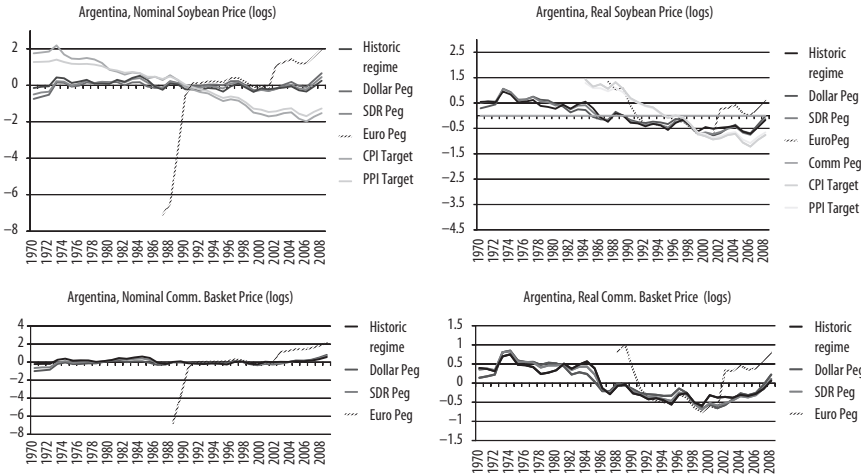 Argentina, Nominal Soybean Price (logs)
2
0
−2
−4
−6
−8
1970 1972 1974 1976 1978 1980 1982 1984 1986 1988 1990 1992 1994 1996 1998 2000 2002 2004 2006 2008
Historic
regime
Dollar Peg
SDR Peg
Euro Peg
CPI Target
PPI Target
Argentina, Real Soybean Price (logs)
2.5
1.5
0.5
−0.5
−1.5
−2.5
−3.5
−4.5
1970 1972 1974 1976 1978 1980 1982 1984 1986 1988 1990 1992 1994 1996 1998 2000 2002 2004 2006 2008
Historic
regime
Dollar Peg
SDR Peg
EuroPeg
Comm Peg
CPI Target
PPI Target
Argentina, Nominal Comm. Basket Price (logs)
4
2
0
−2
−4
−6
−8
1970 1972 1974 1976 1978 1980 1982 1984 1986 1988 1990 1992 1994 1996 1998 2000 2002 2004 2006 2008
Historic
regime
Dollar Peg
SDR Peg
Euro Peg
Argentina, Real Comm. Basket Price (logs)
1.5
1
0.5
0
−0.5
−1
−1.5
1970 1972 1974 1976 1978 1980 1982 1984 1986 1988 1990 1992 1994 1996 1998 2000 2002 2004 2006 2008
Historic
regime
Dollar Peg
SDR Peg
Euro Peg